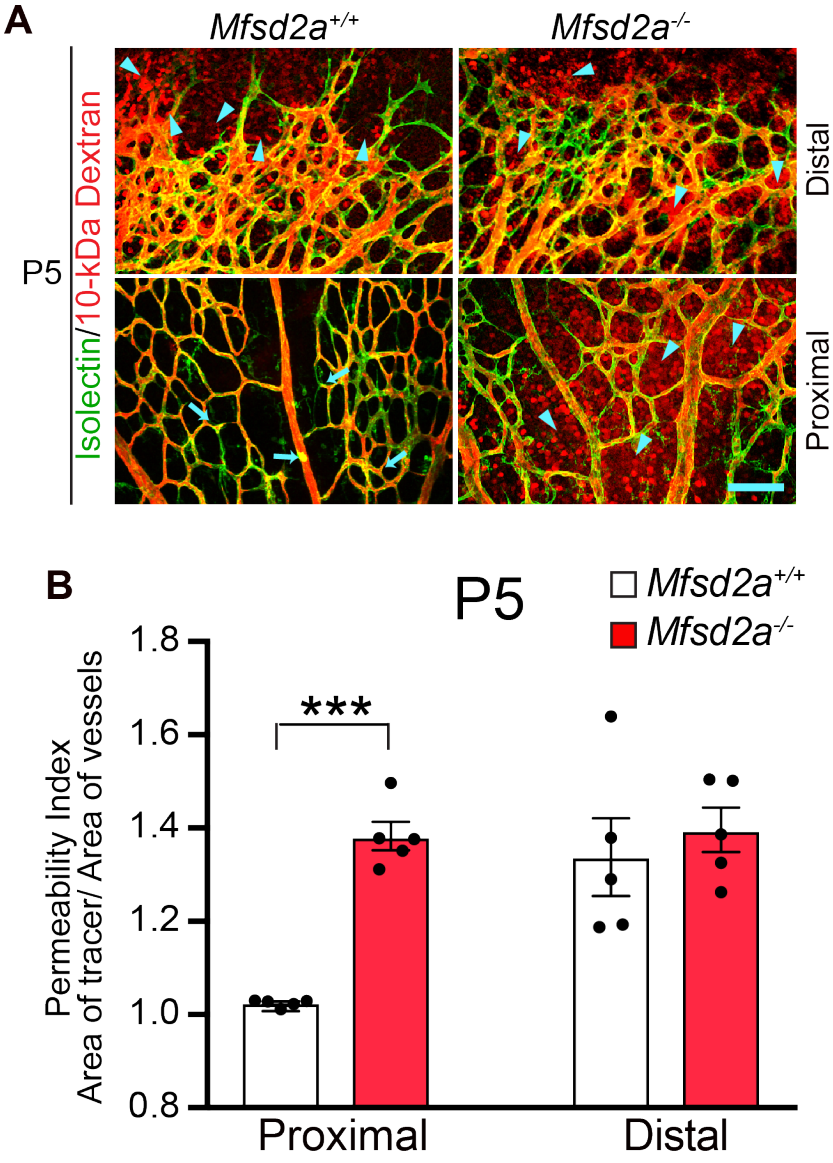 A
Mfsd2a+/+ Mfsd2a-/-
P5
Isolectin/10-kDa Dextran
Distal
Proximal
B
P5
Mfsd2a+/+
Mfsd2a-/-
Permeability Index
Area of tracer/ Area of vessels
1.8
1.6
1.4
1.2
1.0
0.8
***
Proximal Distal